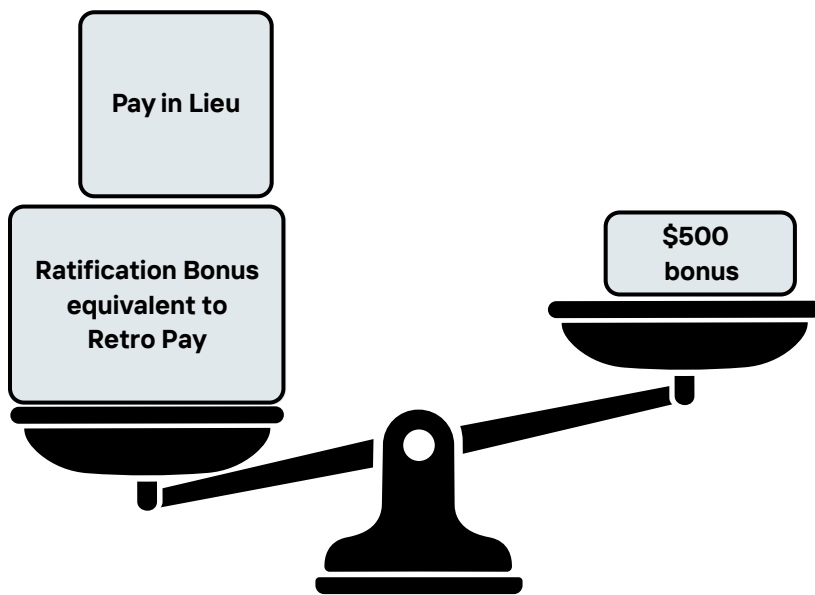 Pay in Lieu
Ratification Bonus
equivalent to
Retro Pay
$500
bonus